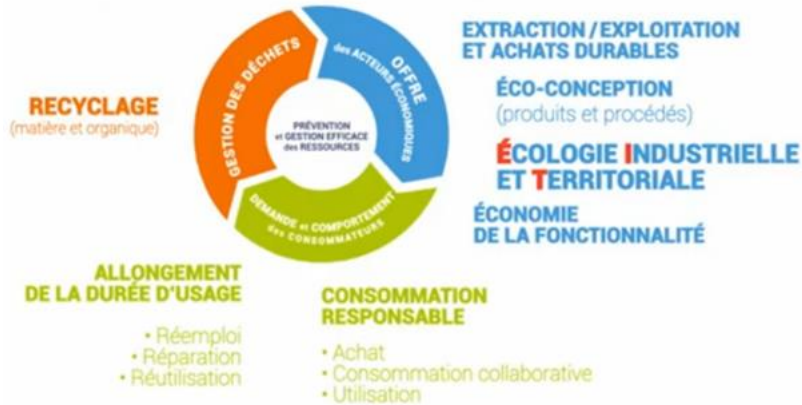 EXTRACTION / EXPLOITATION
ET ACHATS DURABLES
ÉCO-CONCEPTION
(produits et procédés)
ÉCOLOGIE INDUSTRIELLE
ET TERRITORIALE
ÉCONOMIE
DE LA FONCTIONNALITÉ
OFFRE
des ACTEURS ÉCONOMIQUES
GESTION DES DÉCHETS
PRÉVENTION
et GESTION EFFICACE
des RESSOURCES
DEMANDE et COMPORTEMENT
des CONSOMMATEURS
RECYCLAGE
(matière et organique)
ALLONGEMENT
DE LA DURÉE D'USAGE
• Réemploi
• Réparation
• Réutilisation
CONSOMMATION
RESPONSABLE
• Achat
• Consommation collaborative
• Utilisation